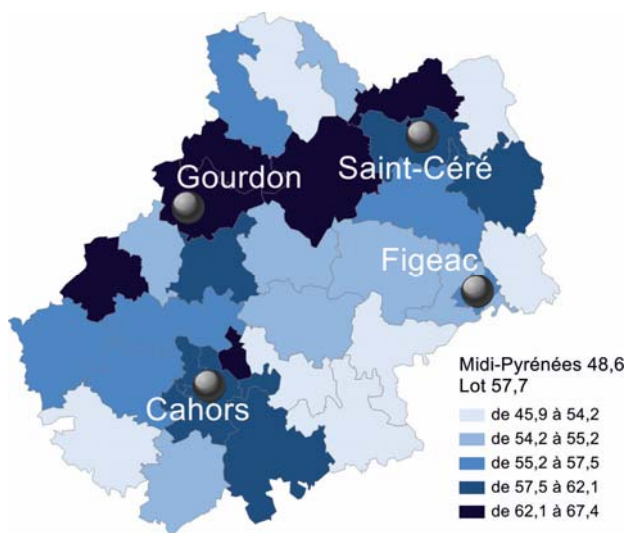 Saint-Céré
Gourdon
Figeac
Cahors
Midi-Pyrénées 48,6
Lot 57,7
de 45,9 à 54,2
de 54,2 à 55,2
de 55,2 à 57,5
de 57,5 à 62,1
de 62,1 à 67,4